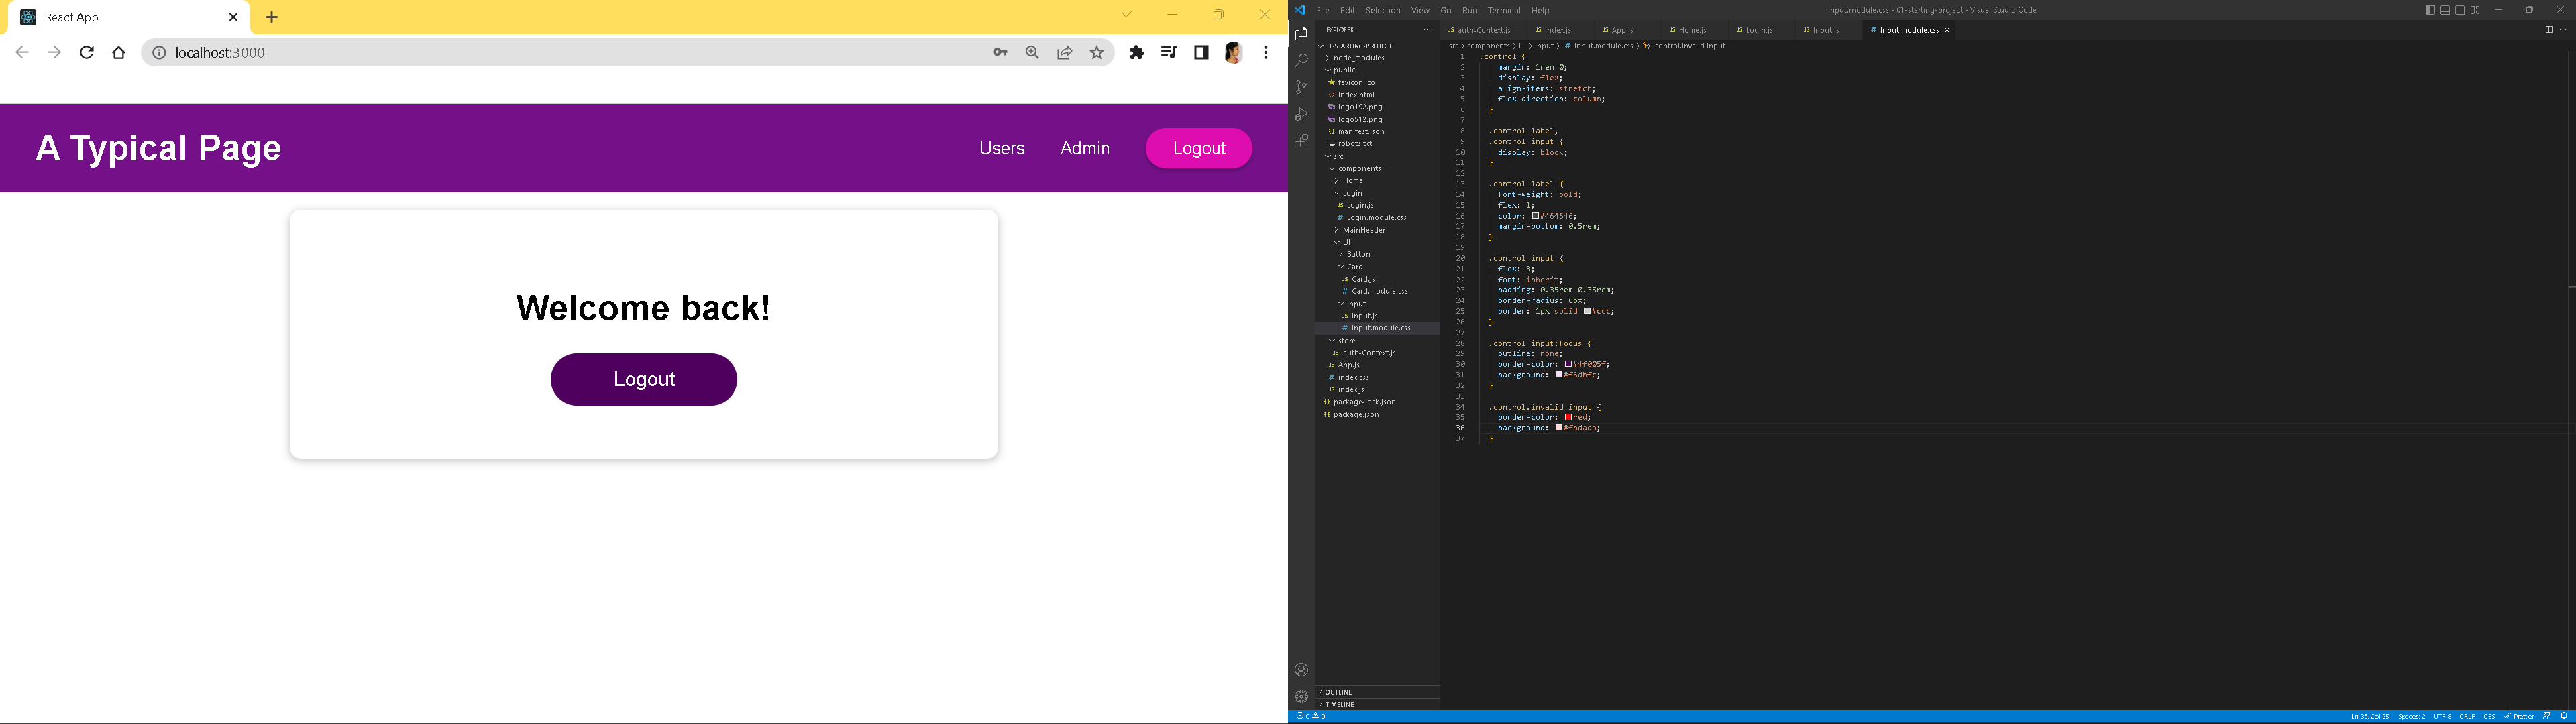 React App
localhost:3000
A Typical Page
Users
Admin
Logout
Welcome back!
Logout
File Edit Selection View Go Run Terminal Help
Input.module.css - 01-starting-project - Visual Studio Code
EXPLORER
01-STARTING-PROJECT
node_modules
public
favicon.ico
index.html
logo192.png
logo512.png
manifest.json
robots.txt
src
components
Home
Login
Login.js
Login.module.css
MainHeader
UI
Button
Card
Card.js
Card.module.css
Input
Input.js
Input.module.css
store
auth-Context.js
App.js
index.css
index.js
package-lock.json
package.json
OUTLINE
TIMELINE
auth-Context.js index.js App.js Home.js Login.js Input.js Input.module.css
src > components > UI > Input > # Input.module.css > .control.invalid input
1 .control {
2 margin: 1rem 0;
3 display: flex;
4 align-items: stretch;
5 flex-direction: column;
6 }
7
8 .control label,
9 .control input {
10 display: block;
11 }
12
13 .control label {
14 font-weight: bold;
15 flex: 1;
16 color: #464646;
17 margin-bottom: 0.5rem;
18 }
19
20 .control input {
21 flex: 3;
22 font: inherit;
23 padding: 0.35rem 0.35rem;
24 border-radius: 6px;
25 border: 1px solid #ccc;
26 }
27
28 .control input:focus {
29 outline: none;
30 border-color: #4f005f;
31 background: #f6dbfc;
32 }
33
34 .control.invalid input {
35 border-color: red;
36 background: #fbdada;
37 }
0 0
Ln 36, Col 25 Spaces: 2 UTF-8 CRLF CSS Prettier